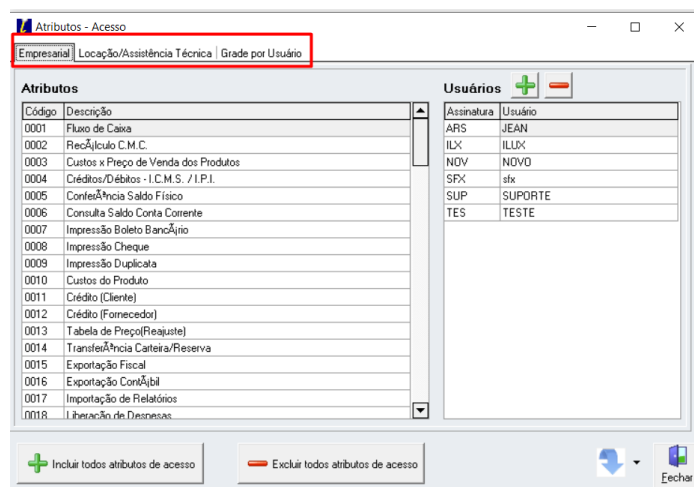 Atributos - Acesso
Empresarial Locação/Assistência Técnica Grade por Usuário
Atributos
Código Descrição
0001 Fluxo de Caixa
0002 RecÃ¡lculo C.M.C.
0003 Custos x Preço de Venda dos Produtos
0004 Créditos/Débitos - I.C.M.S. / I.P.I.
0005 ConferÃªncia Saldo Físico
0006 Consulta Saldo Conta Corrente
0007 Impressão Boleto BancÃ¡rio
0008 Impressão Cheque
0009 Impressão Duplicata
0010 Custos do Produto
0011 Crédito (Cliente)
0012 Crédito (Fornecedor)
0013 Tabela de Preço(Reajuste)
0014 TransferÃªncia Carteira/Reserva
0015 Exportação Fiscal
0016 Exportação ContÃ¡bil
0017 Importação de Relatórios
0018 Liberação de Despesas
Usuários
Assinatura Usuário
ARS JEAN
ILX ILUX
NOV NOVO
SFX sfx
SUP SUPORTE
TES TESTE
Incluir todos atributos de acesso
Excluir todos atributos de acesso
Fechar